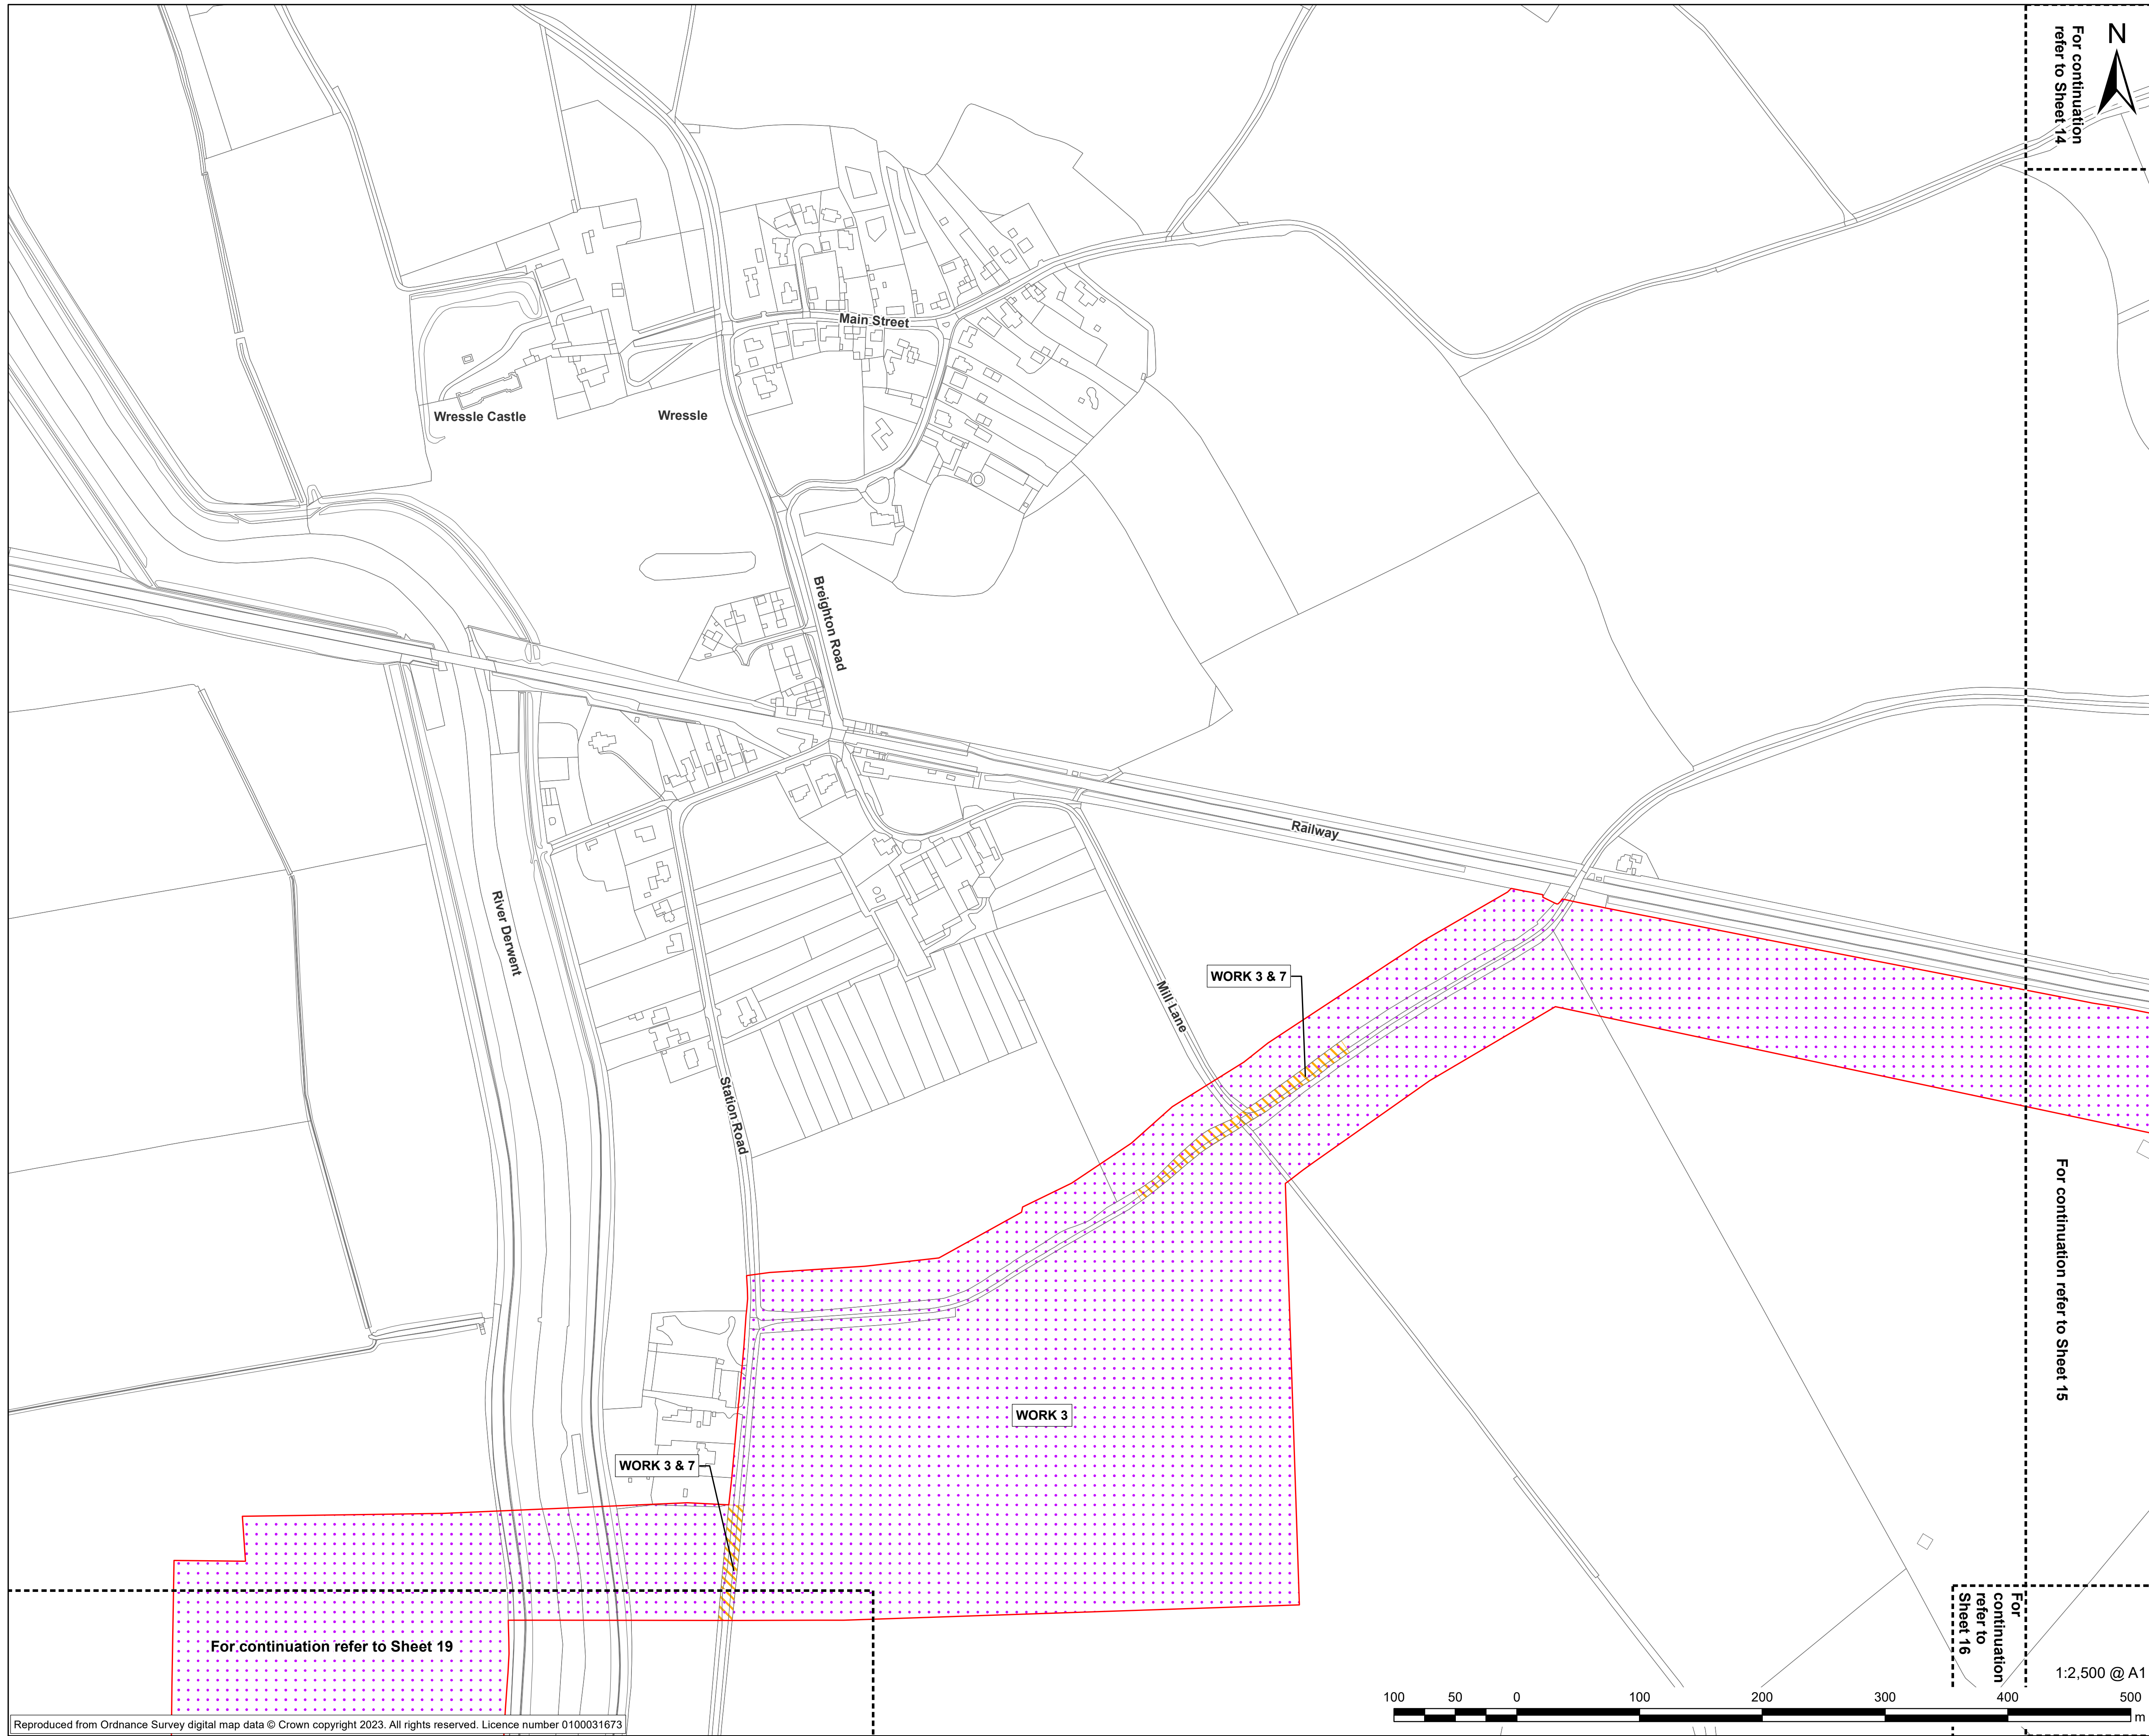 For continuation
refer to Sheet 14
N
Main Street
Wressle Castle
Wressle
Breighton Road
Railway
River Derwent
WORK 3 & 7
Mill Lane
Station Road
For continuation refer to Sheet 15
WORK 3
WORK 3 & 7
For
continuation
refer to
Sheet 16
For continuation refer to Sheet 19
1:2,500 @ A1
100 50 0 100 200 300 400 500
m
Reproduced from Ordnance Survey digital map data © Crown copyright 2023. All rights reserved. Licence number 0100031673